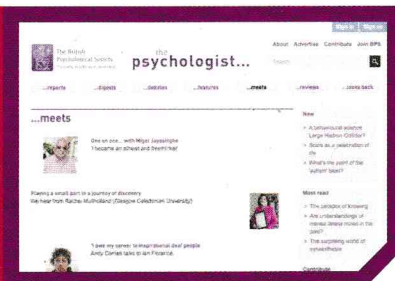 Sign in Sign up
The British
Psychological Society
the
psychologist...
About Advertise Contribute Join BPS
Search
...reports ...digests ...debates ...features ...meets ...reviews ...looks back
...meets
One on one... with Migel Jayasinghe
'I became an atheist and freethinker'
Playing a small part in a journey of discovery
We hear from Rachel Mulholland (Glasgow Caledonian University)
'I owe my career to inspirational deaf people'
Andy Cornes talks to Ian Florance.
New
A behavioural science
Large Hadron Collider?
Scars as a celebration of
life
What's the point of the
'autism' label?
Most read
The paradox of knowing
Are understandings of
mental illness mired in the
past?
The surprising world of
synaesthesia
Contribute